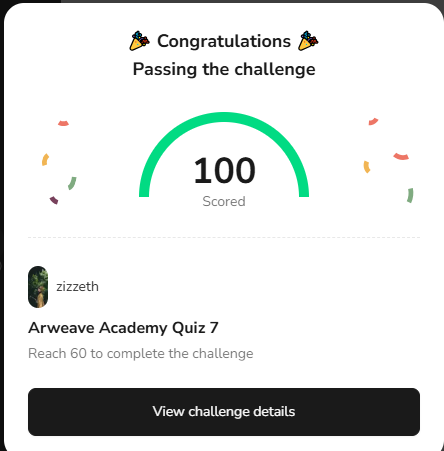 🎉 Congratulations 🎉
Passing the challenge
100
Scored
zizzeth
Arweave Academy Quiz 7
Reach 60 to complete the challenge
View challenge details